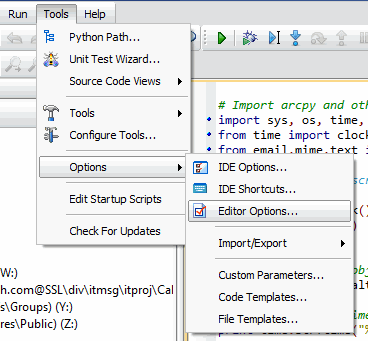 Run Tools Help
Python Path...
Unit Test Wizard...
Source Code Views
Tools
Configure Tools...
Options
Edit Startup Scripts
Check For Updates
IDE Options...
IDE Shortcuts...
Editor Options...
Import/Export
Custom Parameters...
Code Templates...
File Templates...
# Import arcpy and oth
import sys, os, time,
from time import clock
from email.mime.text i
W:)
h.com@SSL\div\itmsg\itproj\Cal
s\Groups) (Y:)
res\Public) (Z:)